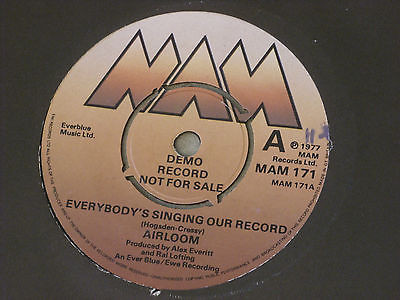 MAM
Everblue
Music Ltd.
DEMO
RECORD
NOT FOR SALE
A
℗ 1977
MAM
Records Ltd.
MAM 171
MAM 171A
EVERYBODY'S SINGING OUR RECORD
(Hogsden-Cressy)
AIRLOOM
Produced by Alex Everitt
and Ral Lofting
An Ever Blue/Ewe Recording